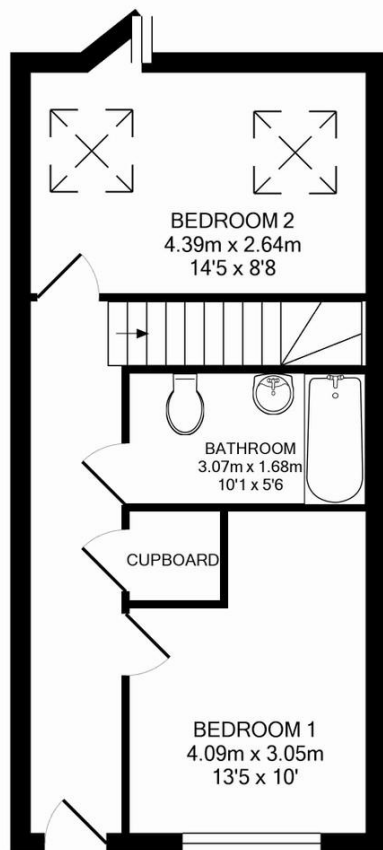 BEDROOM 2
4.39m x 2.64m
14'5 x 8'8
BATHROOM
3.07m x 1.68m
10'1 x 5'6
CUPBOARD
BEDROOM 1
4.09m x 3.05m
13'5 x 10'